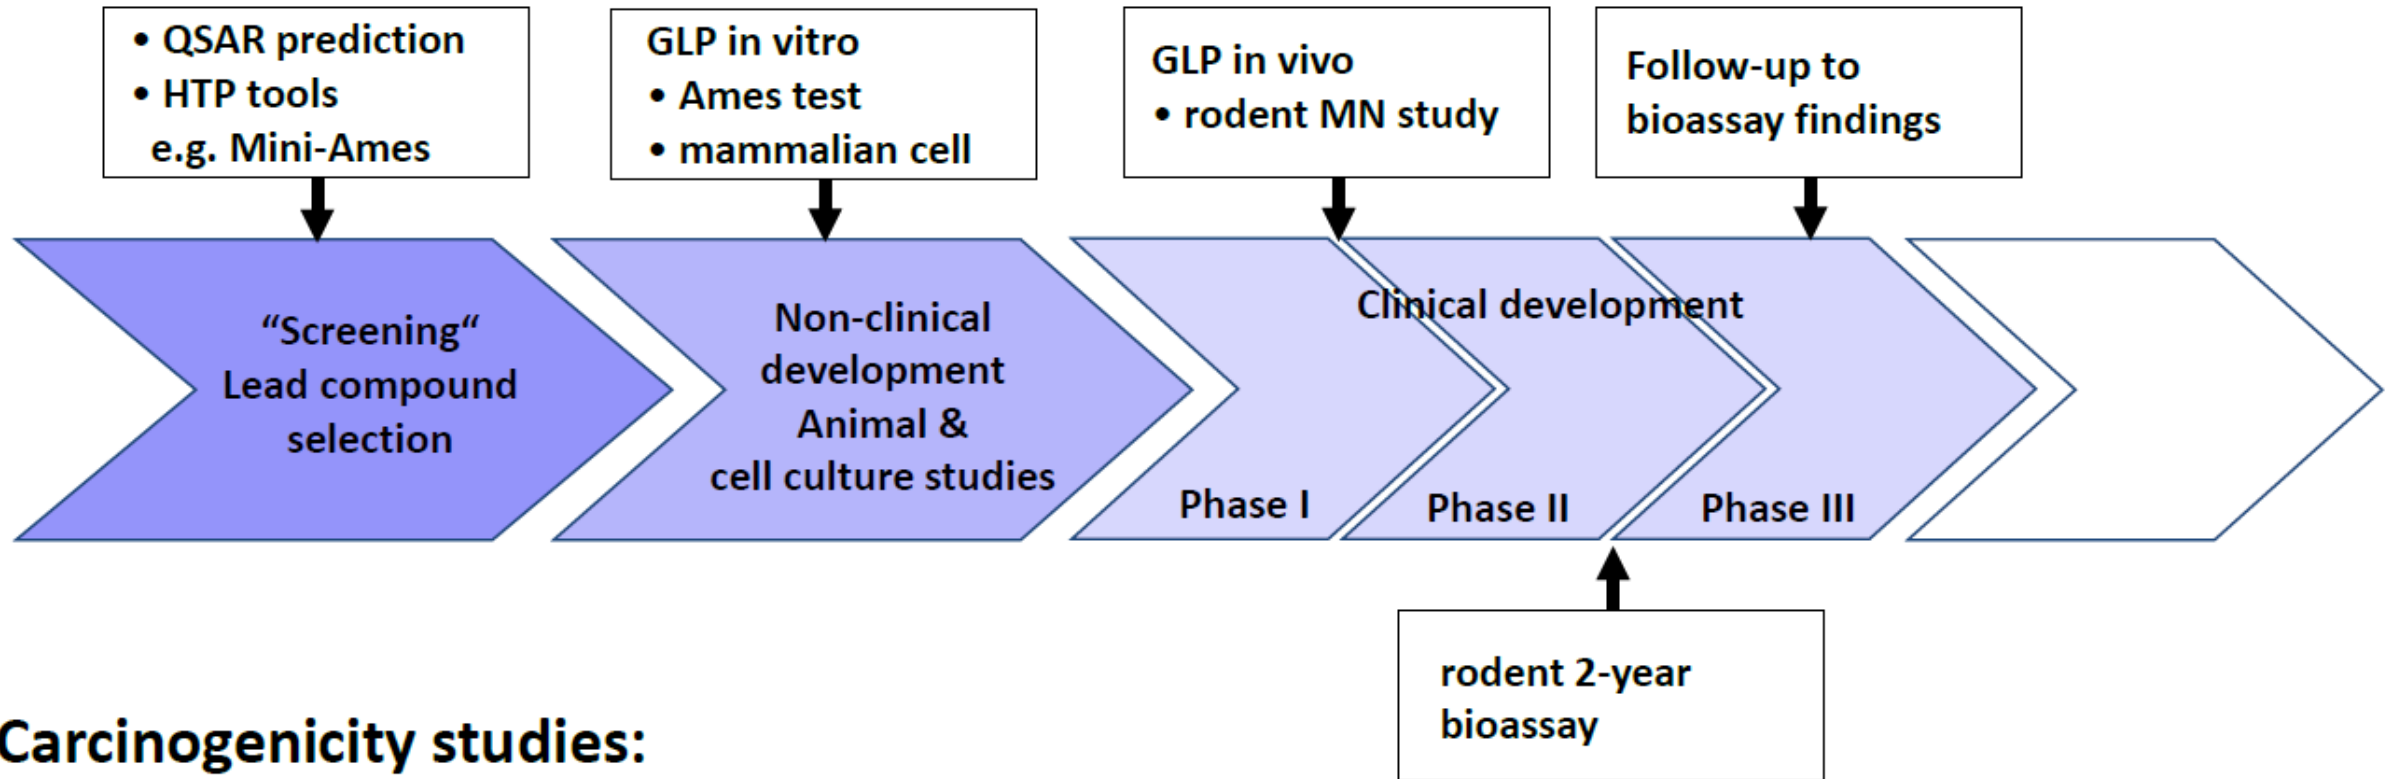 • QSAR prediction
• HTP tools
e.g. Mini-Ames
GLP in vitro
• Ames test
• mammalian cell
GLP in vivo
• rodent MN study
Follow-up to
bioassay findings
“Screening“
Lead compound
selection
Non-clinical
development
Animal &
cell culture studies
Clinical development
Phase I
Phase II
Phase III
rodent 2-year
bioassay
Carcinogenicity studies: